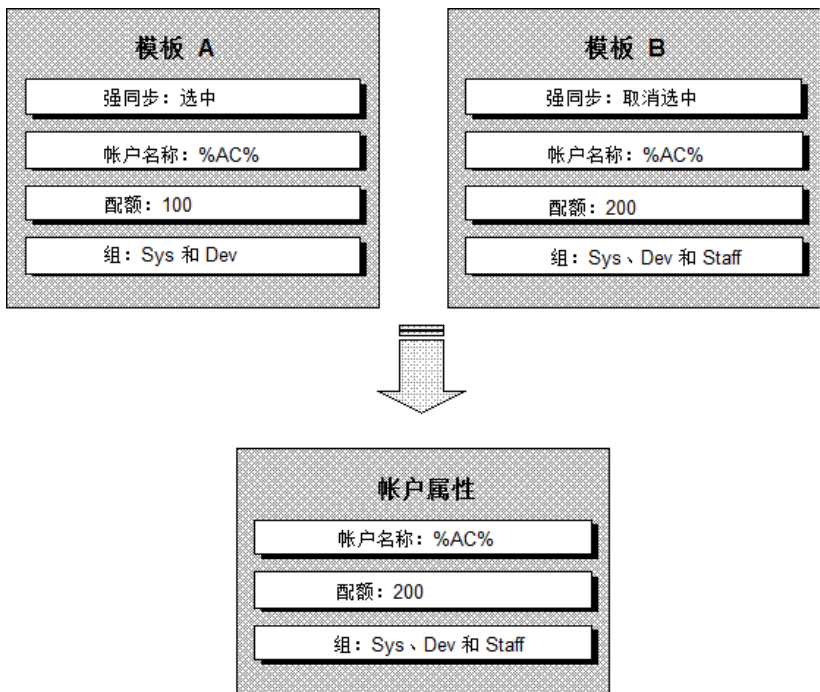 模板 A
强同步：选中
帐户名称：%AC%
配额：100
组：Sys 和 Dev
模板 B
强同步：取消选中
帐户名称：%AC%
配额：200
组：Sys、Dev 和 Staff
帐户属性
帐户名称：%AC%
配额：200
组：Sys、Dev 和 Staff